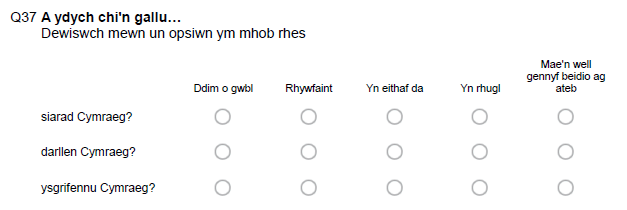 Q37 A ydych chi'n gallu...
Dewiswch mewn un opsiwn ym mhob rhes
Ddim o gwbl Rhywfaint Yn eithaf da Yn rhugl Mae'n well gennyf beidio ag ateb
siarad Cymraeg?
darllen Cymraeg?
ysgrifennu Cymraeg?